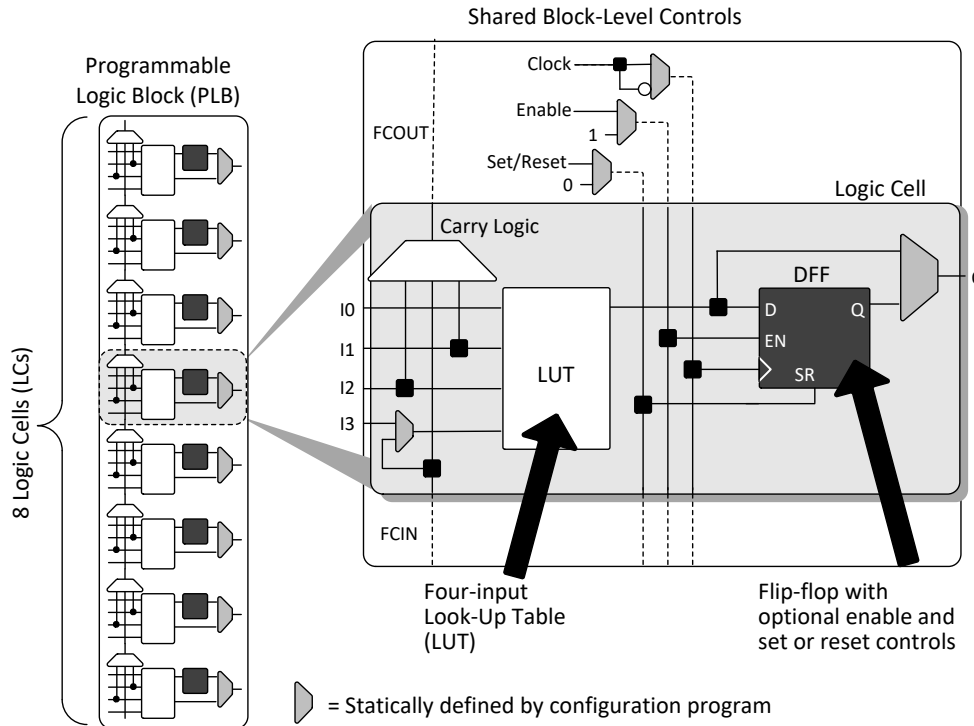 Shared Block-Level Controls
Programmable
Logic Block (PLB)
8 Logic Cells (LCs)
Clock
Enable
1
FCOUT
Set/Reset
0
Logic Cell
Carry Logic
DFF
I0
D
Q
I1
EN
LUT
I2
SR
I3
FCIN
Four-input
Look-Up Table
(LUT)
Flip-flop with
optional enable and
set or reset controls
= Statically defined by configuration program